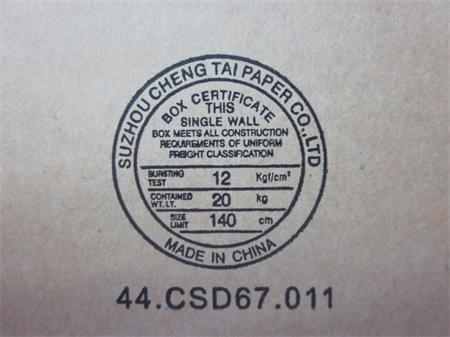 SUZHOU CHENG TAI PAPER CO.,LTD
BOX CERTIFICATE
THIS
SINGLE WALL
BOX MEETS ALL CONSTRUCTION
REQUIREMENTS OF UNIFORM
FREIGHT CLASSIFICATION
BURSTING TEST 12 Kgf/cm²
CONTAINED WT. LT. 20 kg
SIZE LIMIT 140 cm
MADE IN CHINA
44.CSD67.011